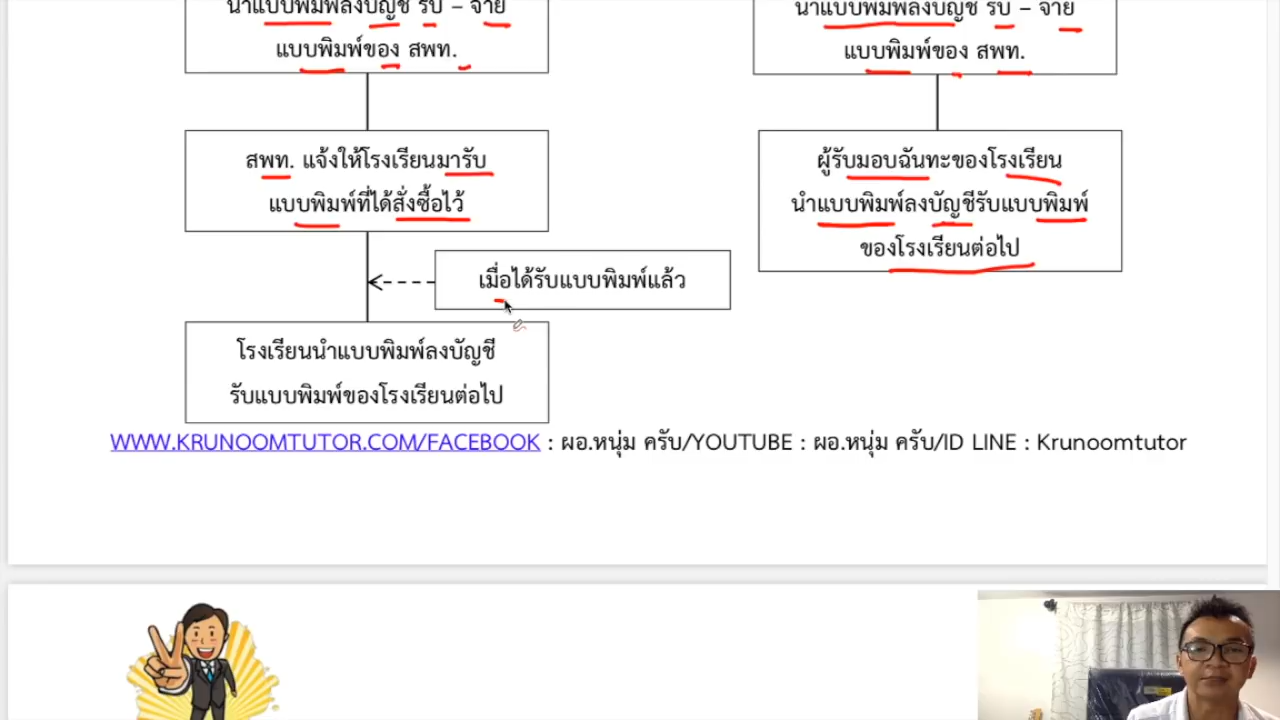 นำแบบพิมพ์ลงบัญชี รับ – จ่าย
แบบพิมพ์ของ สพท.
สพท. แจ้งให้โรงเรียนมารับ
แบบพิมพ์ที่ได้สั่งซื้อไว้
เมื่อได้รับแบบพิมพ์แล้ว
โรงเรียนนำแบบพิมพ์ลงบัญชี
รับแบบพิมพ์ของโรงเรียนต่อไป
นำแบบพิมพ์ลงบัญชี รับ – จ่าย
แบบพิมพ์ของ สพท.
ผู้รับมอบฉันทะของโรงเรียน
นำแบบพิมพ์ลงบัญชีรับแบบพิมพ์
ของโรงเรียนต่อไป
WWW.KRUNOOMTUTOR.COM/FACEBOOK : ผอ.หนุ่ม ครับ/YOUTUBE : ผอ.หนุ่ม ครับ/ID LINE : Krunoomtutor